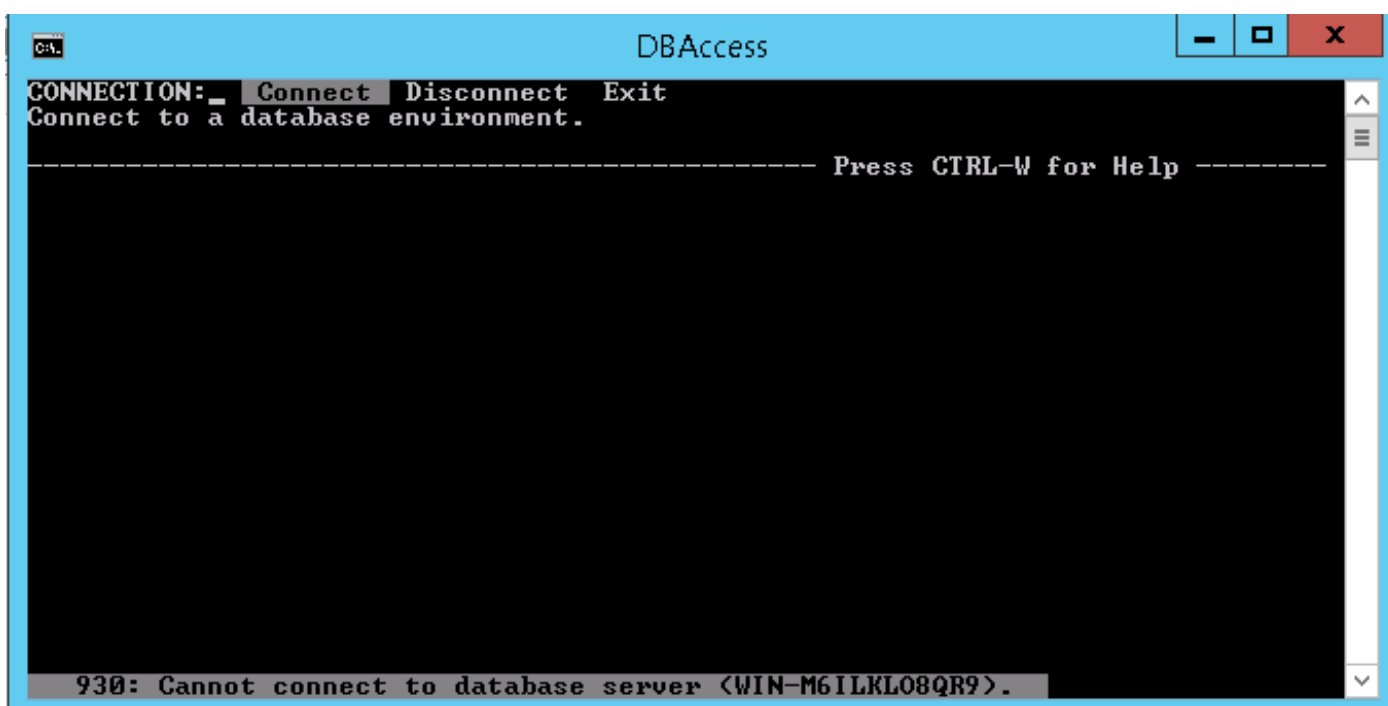 DBAccess
CONNECTION:_ Connect Disconnect Exit
Connect to a database environment.
------------------------------------------------ Press CTRL-W for Help --------
930: Cannot connect to database server (WIN-M6ILKLO8QR9).